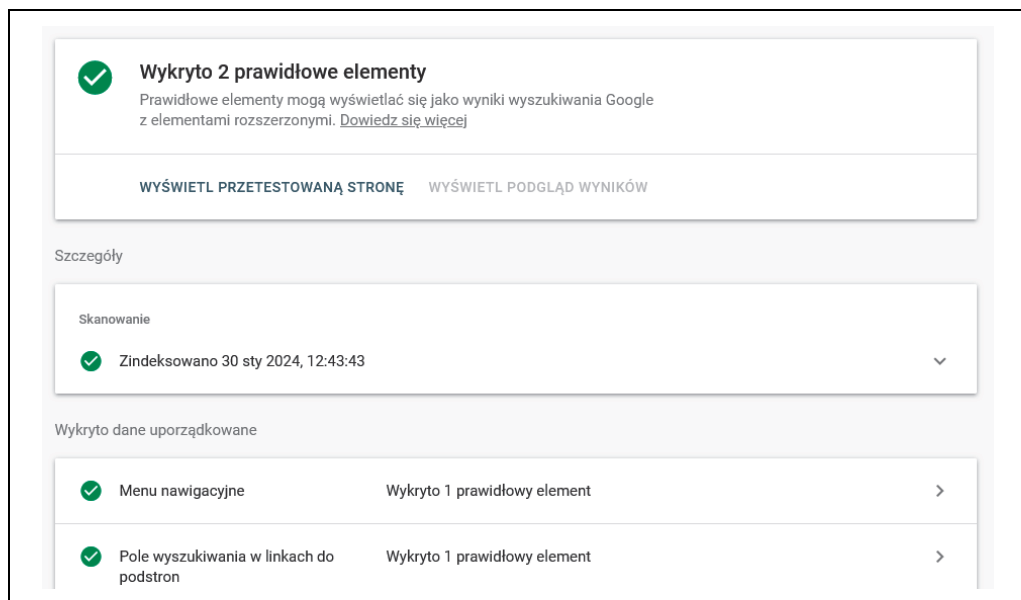 Wykryto 2 prawidłowe elementy
Prawidłowe elementy mogą wyświetlać się jako wyniki wyszukiwania Google
z elementami rozszerzonymi. Dowiedz się więcej
WYŚWIETL PRZETESTOWANĄ STRONĘ WYŚWIETL PODGLĄD WYNIKÓW
Szczegóły
Skanowanie
Zindeksowano 30 sty 2024, 12:43:43
Wykryto dane uporządkowane
Menu nawigacyjne Wykryto 1 prawidłowy element
Pole wyszukiwania w linkach do Wykryto 1 prawidłowy element
podstron